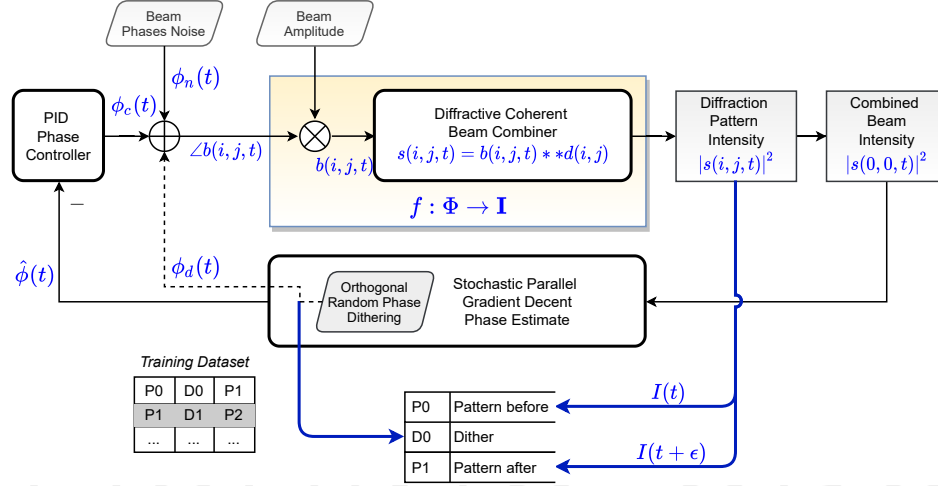 Beam
Phases Noise
Beam
Amplitude
ϕn(t)
ϕc(t)
PID
Phase
Controller
∠b(i, j, t)
b(i, j, t)
Diffractive Coherent
Beam Combiner
s(i, j, t) = b(i, j, t) * *d(i, j)
f : Φ → I
Diffraction
Pattern
Intensity
|s(i, j, t)|²
Combined
Beam
Intensity
|s(0, 0, t)|²
−
ϕ̂(t)
ϕd(t)
Orthogonal
Random Phase
Dithering
Stochastic Parallel
Gradient Decent
Phase Estimate
Training Dataset
P0 D0 P1
P1 D1 P2
... ... ...
P0 Pattern before
D0 Dither
P1 Pattern after
I(t)
I(t + ϵ)